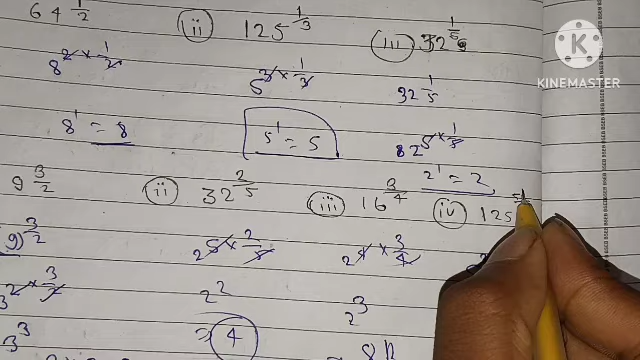 64^(1/2) (ii) 125^(1/3) (iii) 32^(1/5)
KINEMASTER
8^(2×1/2) 5^(3×1/3) 32^(1/5)
8^1 = 8 5^1 = 5 2^(5×1/5)
2^1 = 2
9^(3/2) (ii) 32^(2/5) (iii) 16^(3/4) (iv) 125
9)^(3/2) 2^(5×2/5) 2^(4×3/4)
3^(2×3/2) 2^2 2^3
3^3 = 4 = 8